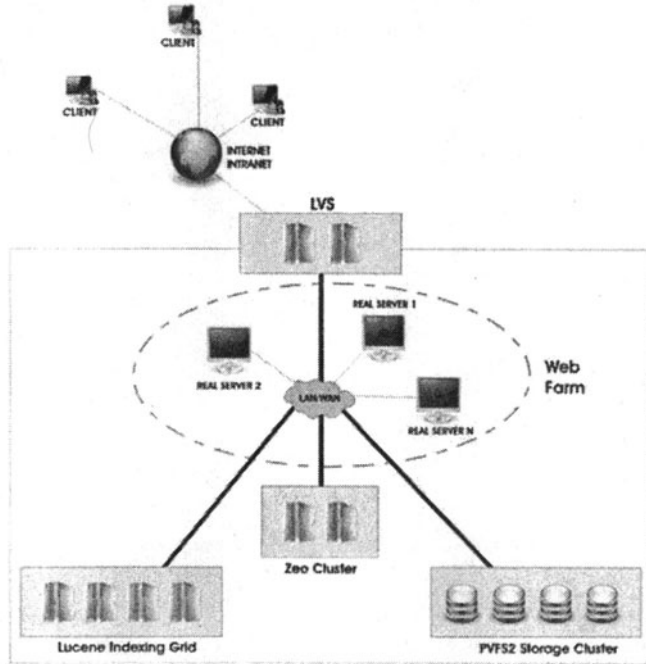 CLIENT
CLIENT
CLIENT
INTERNET
INTRANET
LVS
REAL SERVER 1
REAL SERVER 2
Web
Farm
LAN/WAN
REAL SERVER N
Zeo Cluster
Lucene Indexing Grid
PVFS2 Storage Cluster